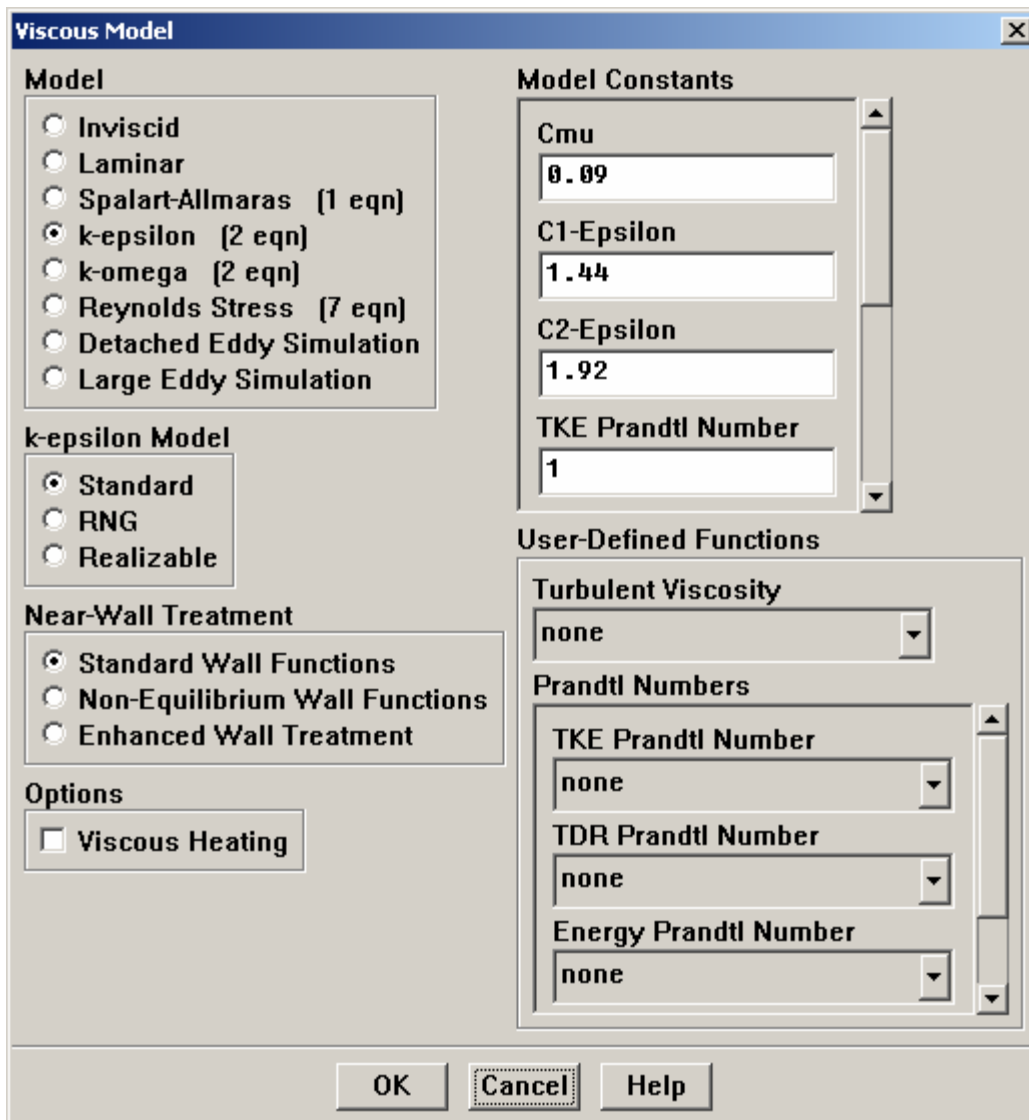 Viscous Model
Model
Inviscid
Laminar
Spalart-Allmaras (1 eqn)
k-epsilon (2 eqn)
k-omega (2 eqn)
Reynolds Stress (7 eqn)
Detached Eddy Simulation
Large Eddy Simulation
k-epsilon Model
Standard
RNG
Realizable
Near-Wall Treatment
Standard Wall Functions
Non-Equilibrium Wall Functions
Enhanced Wall Treatment
Options
Viscous Heating
Model Constants
Cmu
0.09
C1-Epsilon
1.44
C2-Epsilon
1.92
TKE Prandtl Number
1
User-Defined Functions
Turbulent Viscosity
none
Prandtl Numbers
TKE Prandtl Number
none
TDR Prandtl Number
none
Energy Prandtl Number
none
OK
Cancel
Help